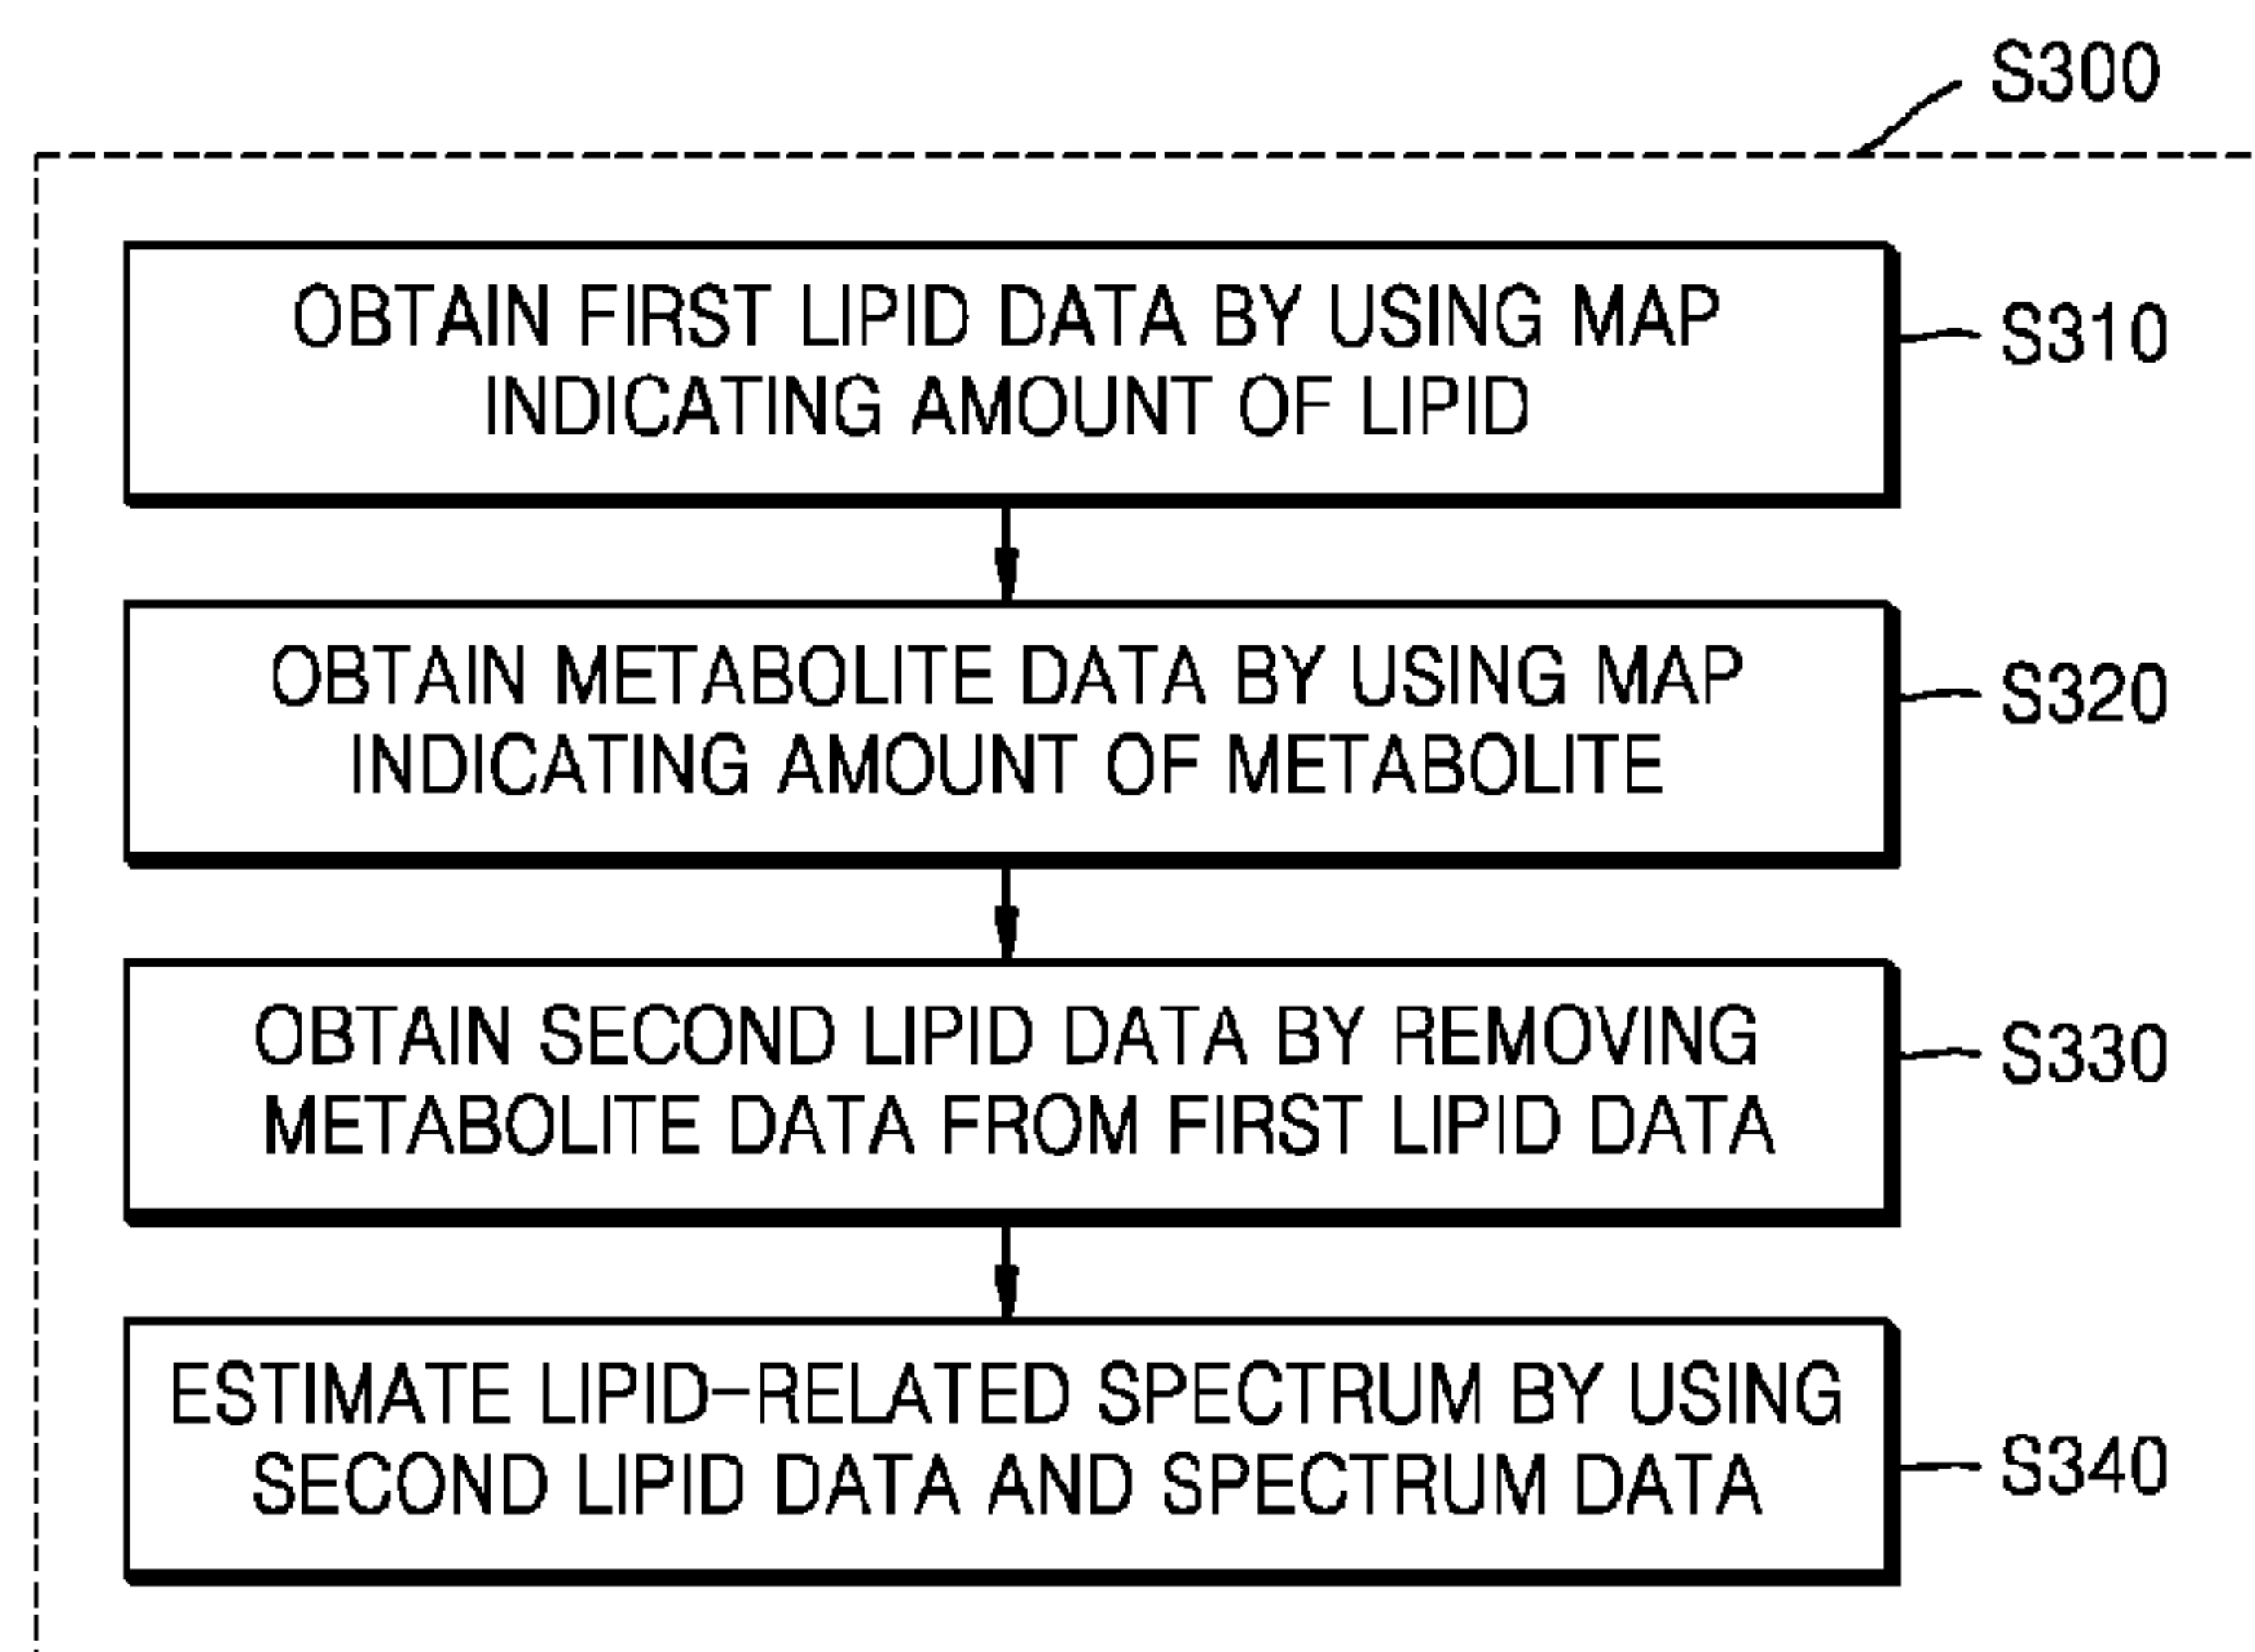 S300
OBTAIN FIRST LIPID DATA BY USING MAP
INDICATING AMOUNT OF LIPID
S310
OBTAIN METABOLITE DATA BY USING MAP
INDICATING AMOUNT OF METABOLITE
S320
OBTAIN SECOND LIPID DATA BY REMOVING
METABOLITE DATA FROM FIRST LIPID DATA
S330
ESTIMATE LIPID-RELATED SPECTRUM BY USING
SECOND LIPID DATA AND SPECTRUM DATA
S340